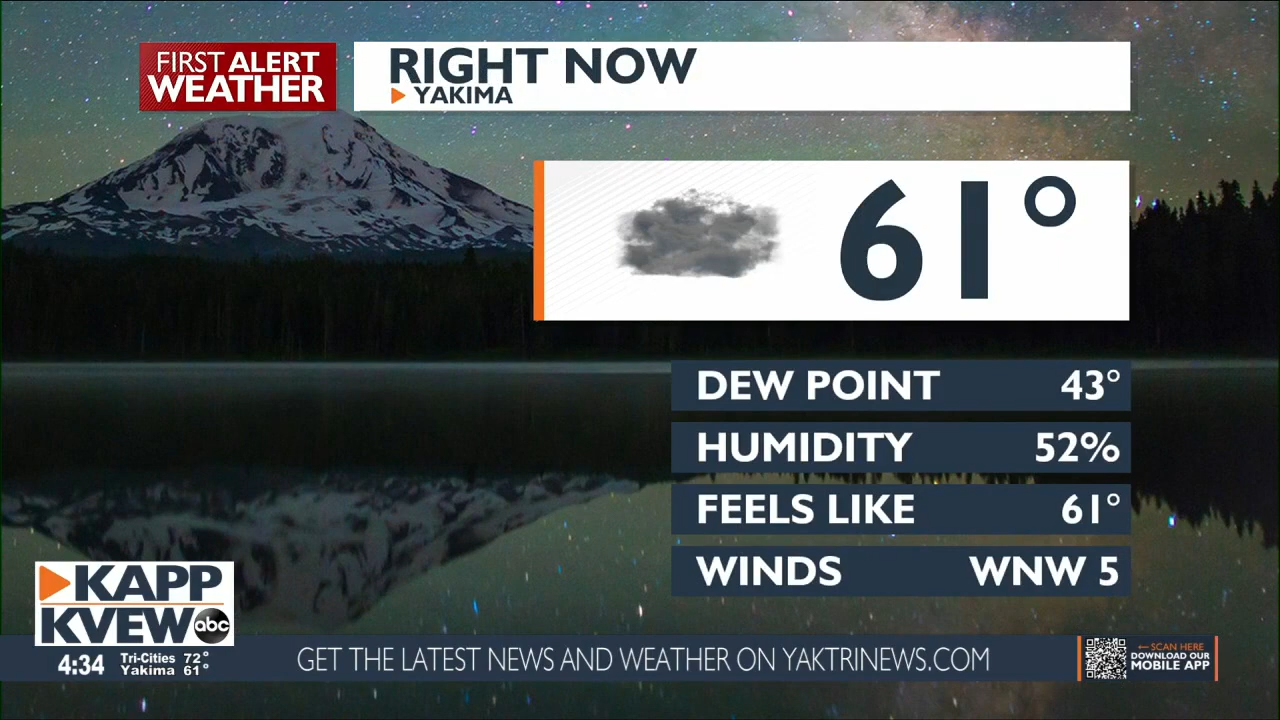 FIRST ALERT
WEATHER
RIGHT NOW
YAKIMA
61°
DEW POINT 43°
HUMIDITY 52%
FEELS LIKE 61°
WINDS WNW 5
KAPP
KVEW abc
4:34
Tri-Cities 72°
Yakima 61°
GET THE LATEST NEWS AND WEATHER ON YAKTRINEWS.COM
SCAN HERE
DOWNLOAD OUR
MOBILE APP